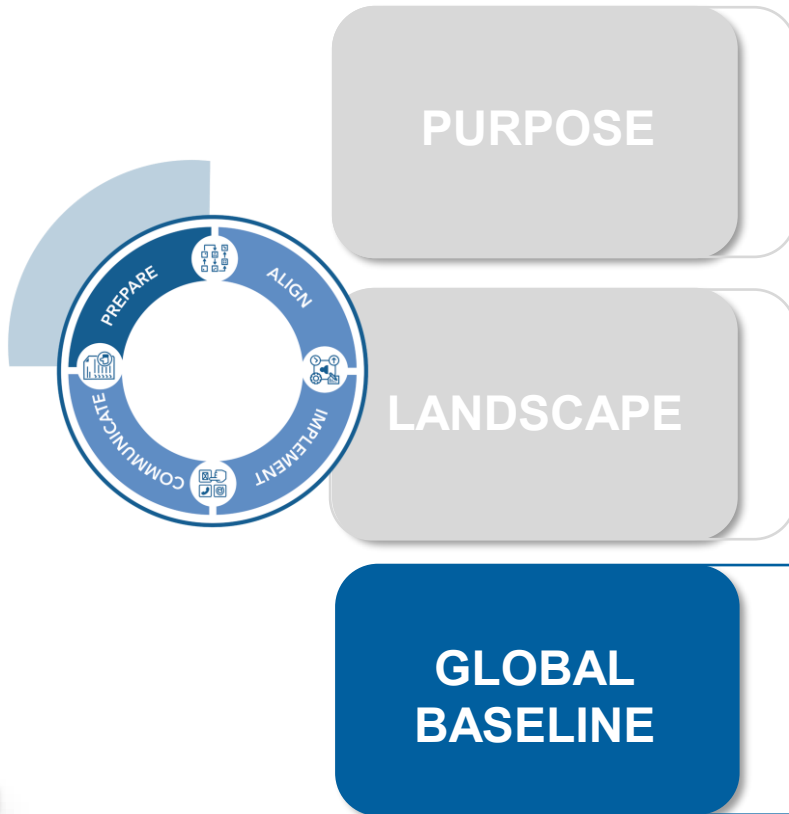 PURPOSE
PREPARE
ALIGN
LANDSCAPE
COMMUNICATE
IMPLEMENT
GLOBAL
BASELINE